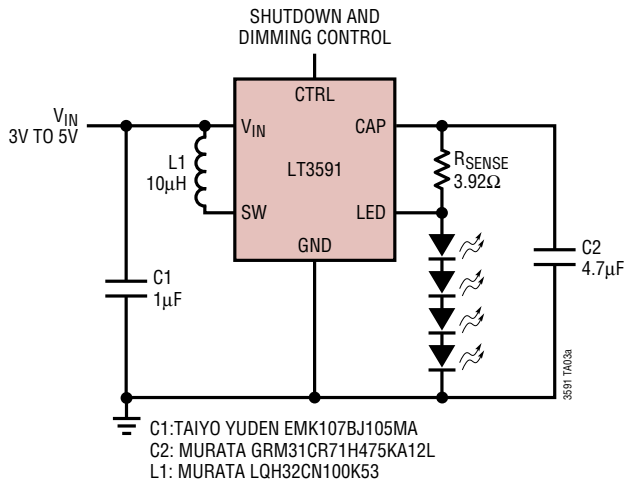 SHUTDOWN AND
DIMMING CONTROL
CTRL
VIN
3V TO 5V
VIN
CAP
L1
10µH
LT3591
RSENSE
3.92Ω
SW
LED
GND
C1
1µF
C2
4.7µF
3591 TA03a
C1:TAIYO YUDEN EMK107BJ105MA
C2: MURATA GRM31CR71H475KA12L
L1: MURATA LQH32CN100K53